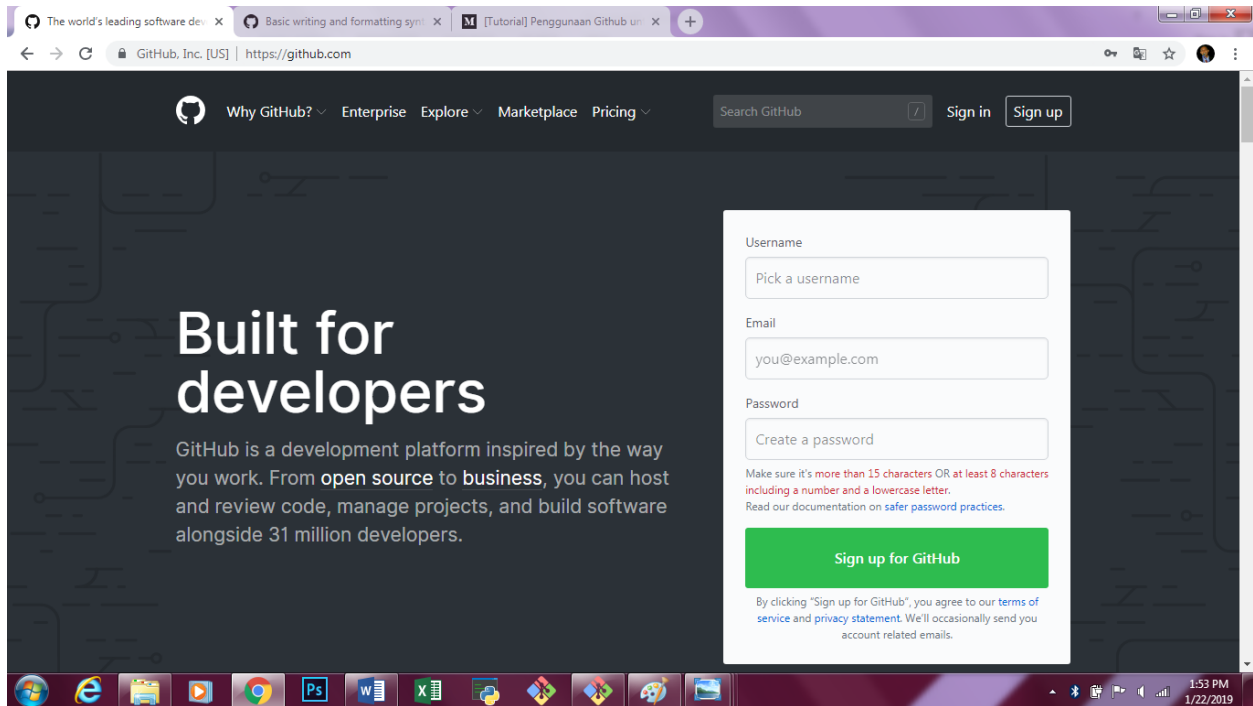 The world's leading software dev
Basic writing and formatting synt
M [Tutorial] Penggunaan Github un
GitHub, Inc. [US] | https://github.com
Why GitHub? Enterprise Explore Marketplace Pricing Search GitHub / Sign in Sign up
Built for
developers
GitHub is a development platform inspired by the way
you work. From open source to business, you can host
and review code, manage projects, and build software
alongside 31 million developers.
Username
Pick a username
Email
you@example.com
Password
Create a password
Make sure it's more than 15 characters OR at least 8 characters
including a number and a lowercase letter.
Read our documentation on safer password practices.
Sign up for GitHub
By clicking “Sign up for GitHub”, you agree to our terms of
service and privacy statement. We'll occasionally send you
account related emails.
Ps
1:53 PM
1/22/2019